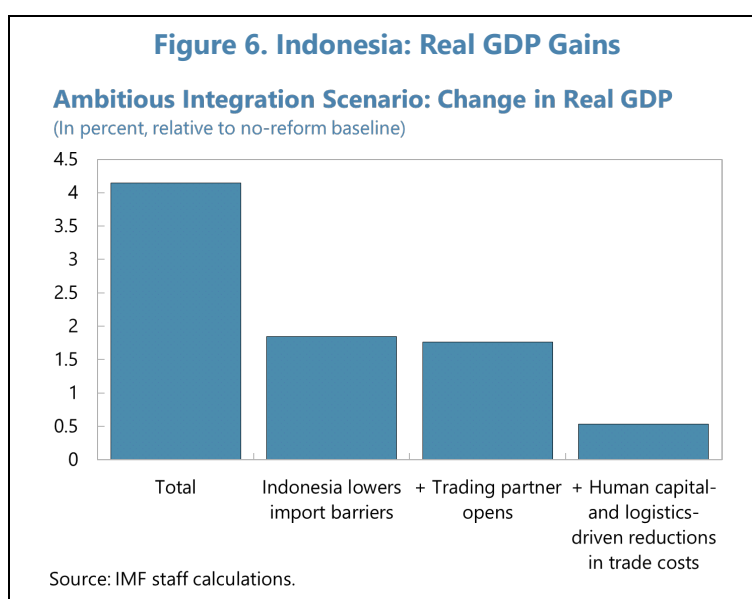 Figure 6. Indonesia: Real GDP Gains
Ambitious Integration Scenario: Change in Real GDP
(In percent, relative to no-reform baseline)
4.5
4
3.5
3
2.5
2
1.5
1
0.5
0
Total
Indonesia lowers
import barriers
+ Trading partner
opens
+ Human capital-
and logistics-
driven reductions
in trade costs
Source: IMF staff calculations.